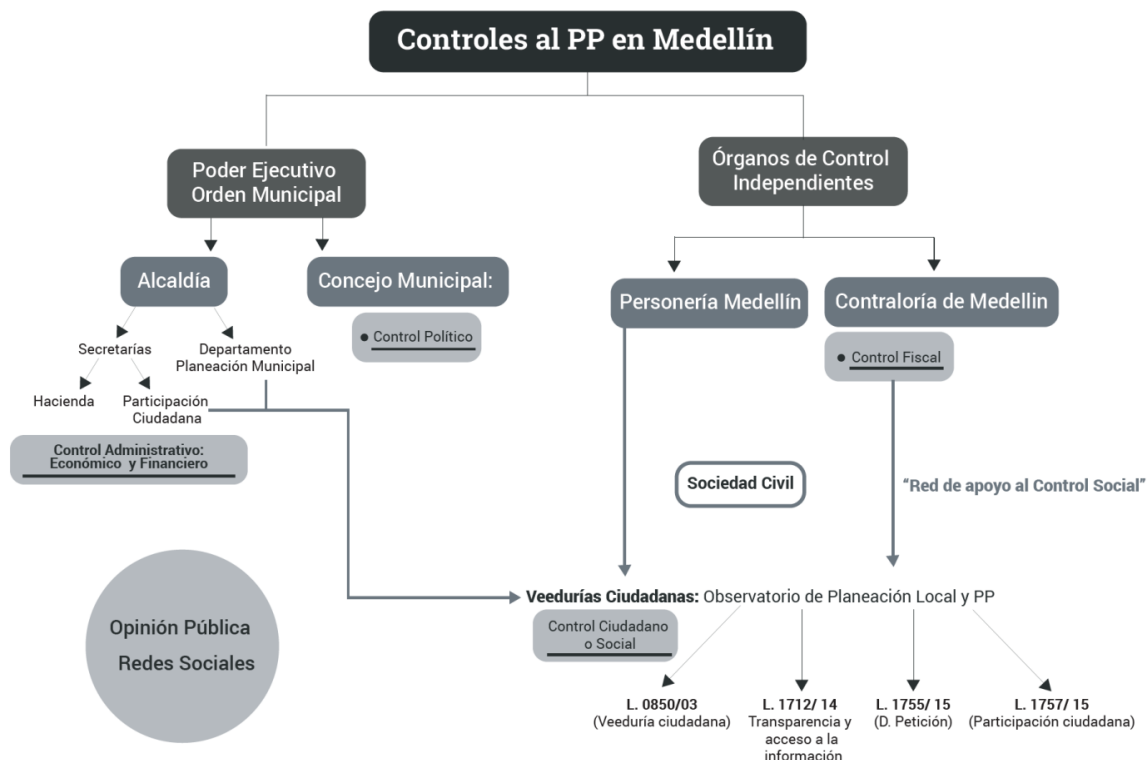 Controles al PP en Medellín
Poder Ejecutivo
Orden Municipal
Órganos de Control
Independientes
Alcaldía
Concejo Municipal:
Personería Medellín
Contraloría de Medellin
• Control Político
• Control Fiscal
Secretarías
Departamento
Planeación Municipal
Hacienda
Participación
Ciudadana
Control Administrativo:
Económico y Financiero
Sociedad Civil
“Red de apoyo al Control Social”
Opinión Pública
Redes Sociales
Veedurías Ciudadanas: Observatorio de Planeación Local y PP
Control Ciudadano
o Social
L. 0850/03
(Veeduría ciudadana)
L. 1712/ 14
Transparencia y
acceso a la
información
L. 1755/ 15
(D. Petición)
L. 1757/ 15
(Participación ciudadana)